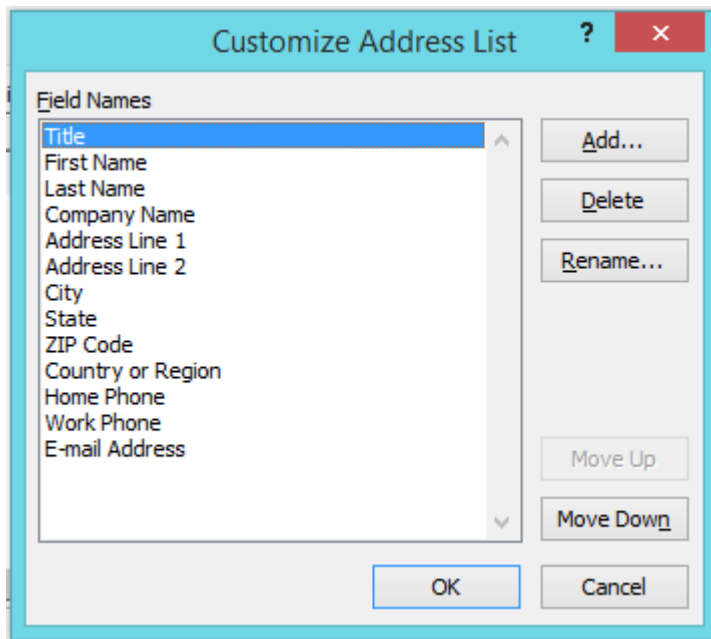 Customize Address List
?
Field Names
Title
First Name
Last Name
Company Name
Address Line 1
Address Line 2
City
State
ZIP Code
Country or Region
Home Phone
Work Phone
E-mail Address
Add...
Delete
Rename...
Move Up
Move Down
OK
Cancel